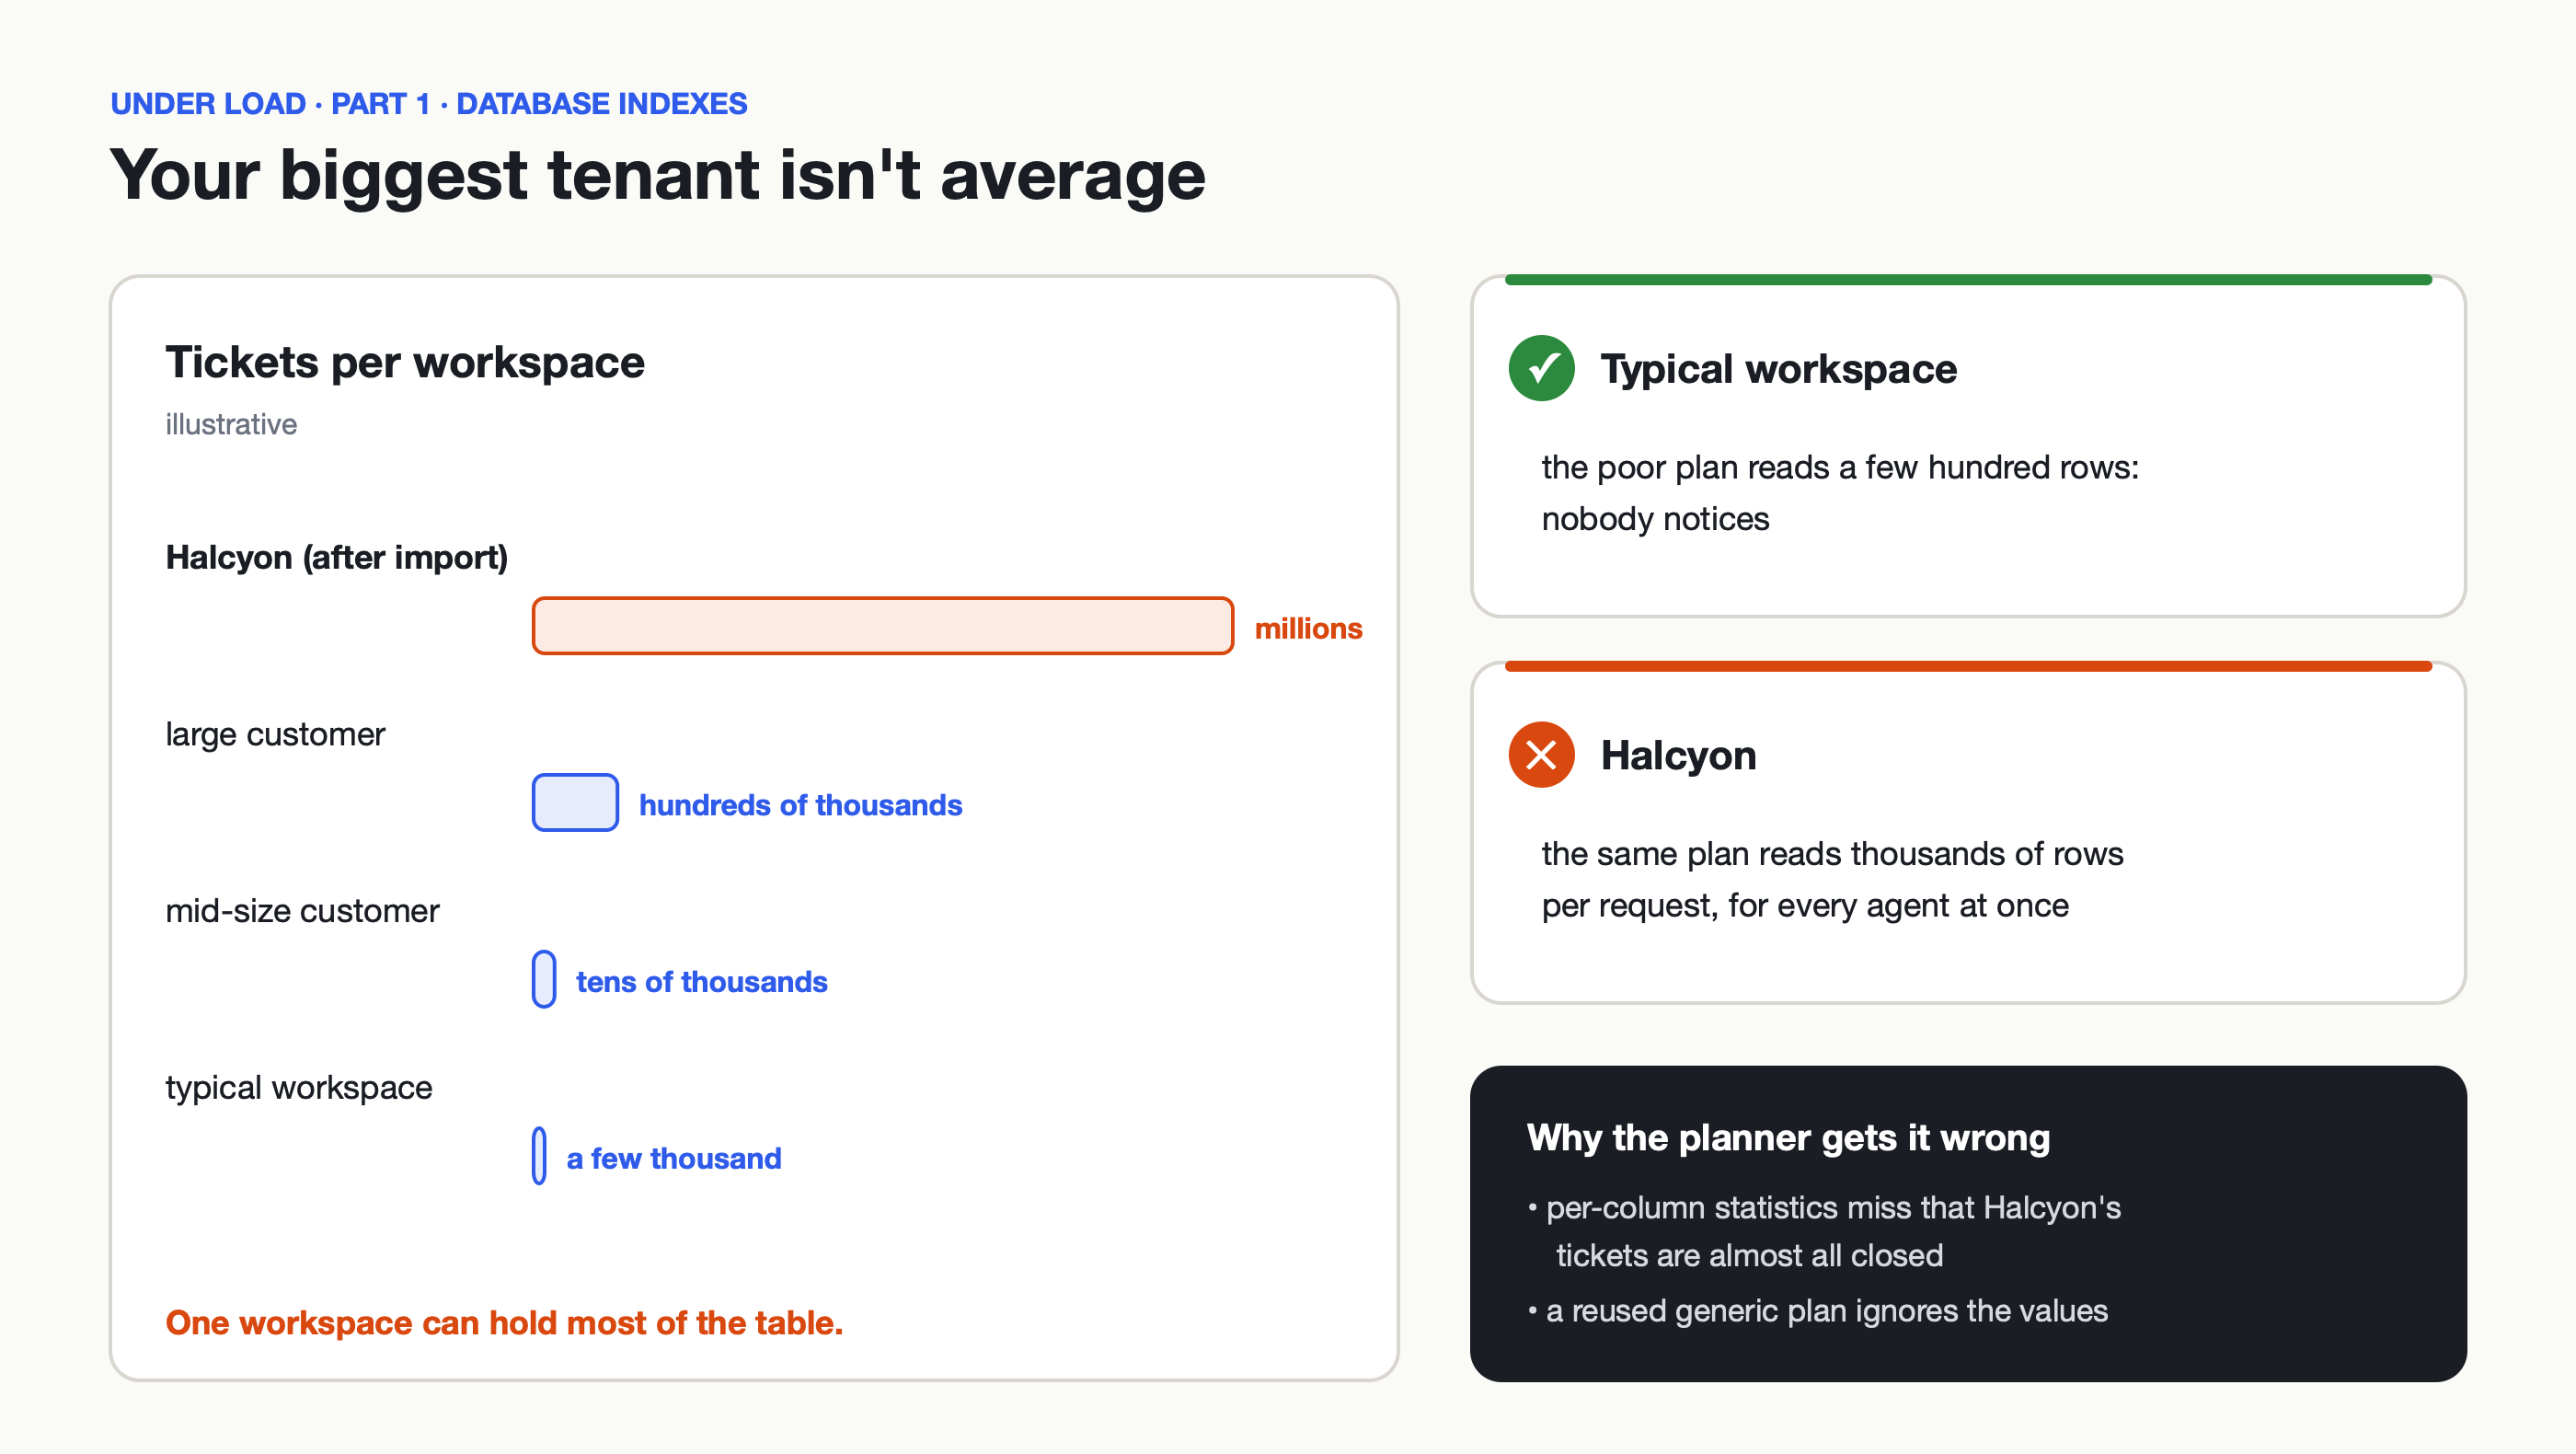 UNDER LOAD · PART 1 · DATABASE INDEXES
Your biggest tenant isn't average
Tickets per workspace
illustrative
Halcyon (after import)
millions
large customer
hundreds of thousands
mid-size customer
tens of thousands
typical workspace
a few thousand
One workspace can hold most of the table.
Typical workspace
the poor plan reads a few hundred rows:
nobody notices
Halcyon
the same plan reads thousands of rows
per request, for every agent at once
Why the planner gets it wrong
• per-column statistics miss that Halcyon's
tickets are almost all closed
• a reused generic plan ignores the values